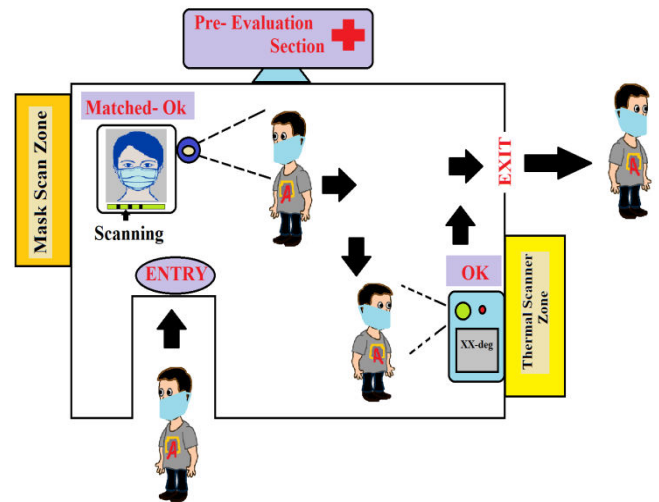 Pre- Evaluation
Section
Mask Scan Zone
Matched- Ok
Scanning
ENTRY
EXIT
OK
XX-deg
Thermal Scanner
Zone
A
A
A
A